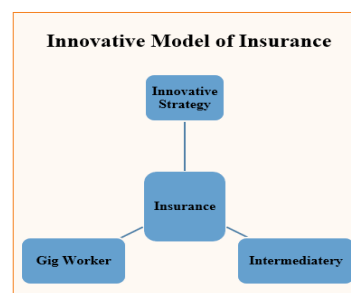 Innovative Model of Insurance
Innovative
Strategy
Insurance
Gig Worker
Intermediatery